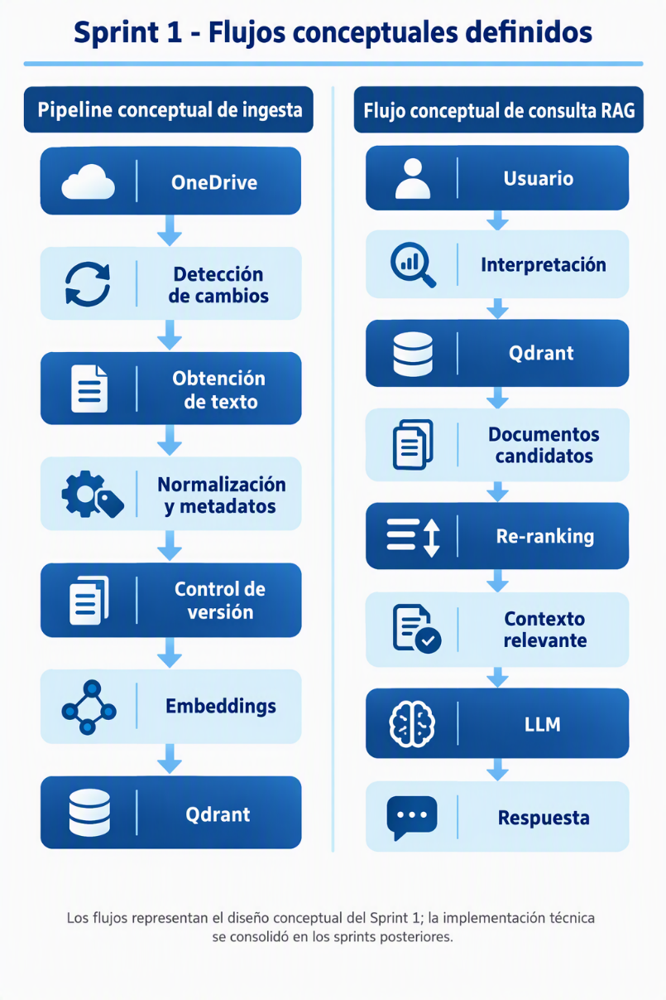 Sprint 1 - Flujos conceptuales definidos
Pipeline conceptual de ingesta
OneDrive
Detección
de cambios
Obtención
de texto
Normalización
y metadatos
Control de
versión
Embeddings
Qdrant
Flujo conceptual de consulta RAG
Usuario
Interpretación
Qdrant
Documentos
candidatos
Re-ranking
Contexto
relevante
LLM
Respuesta
Los flujos representan el diseño conceptual del Sprint 1; la implementación técnica
se consolidó en los sprints posteriores.